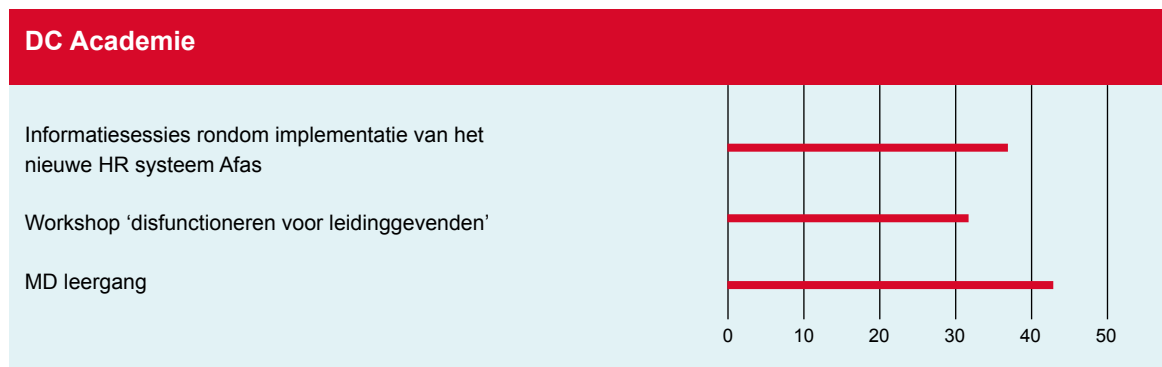 DC Academie
Informatiesessies rondom implementatie van het
nieuwe HR systeem Afas
Workshop ‘disfunctioneren voor leidinggevenden’
MD leergang
0 10 20 30 40 50